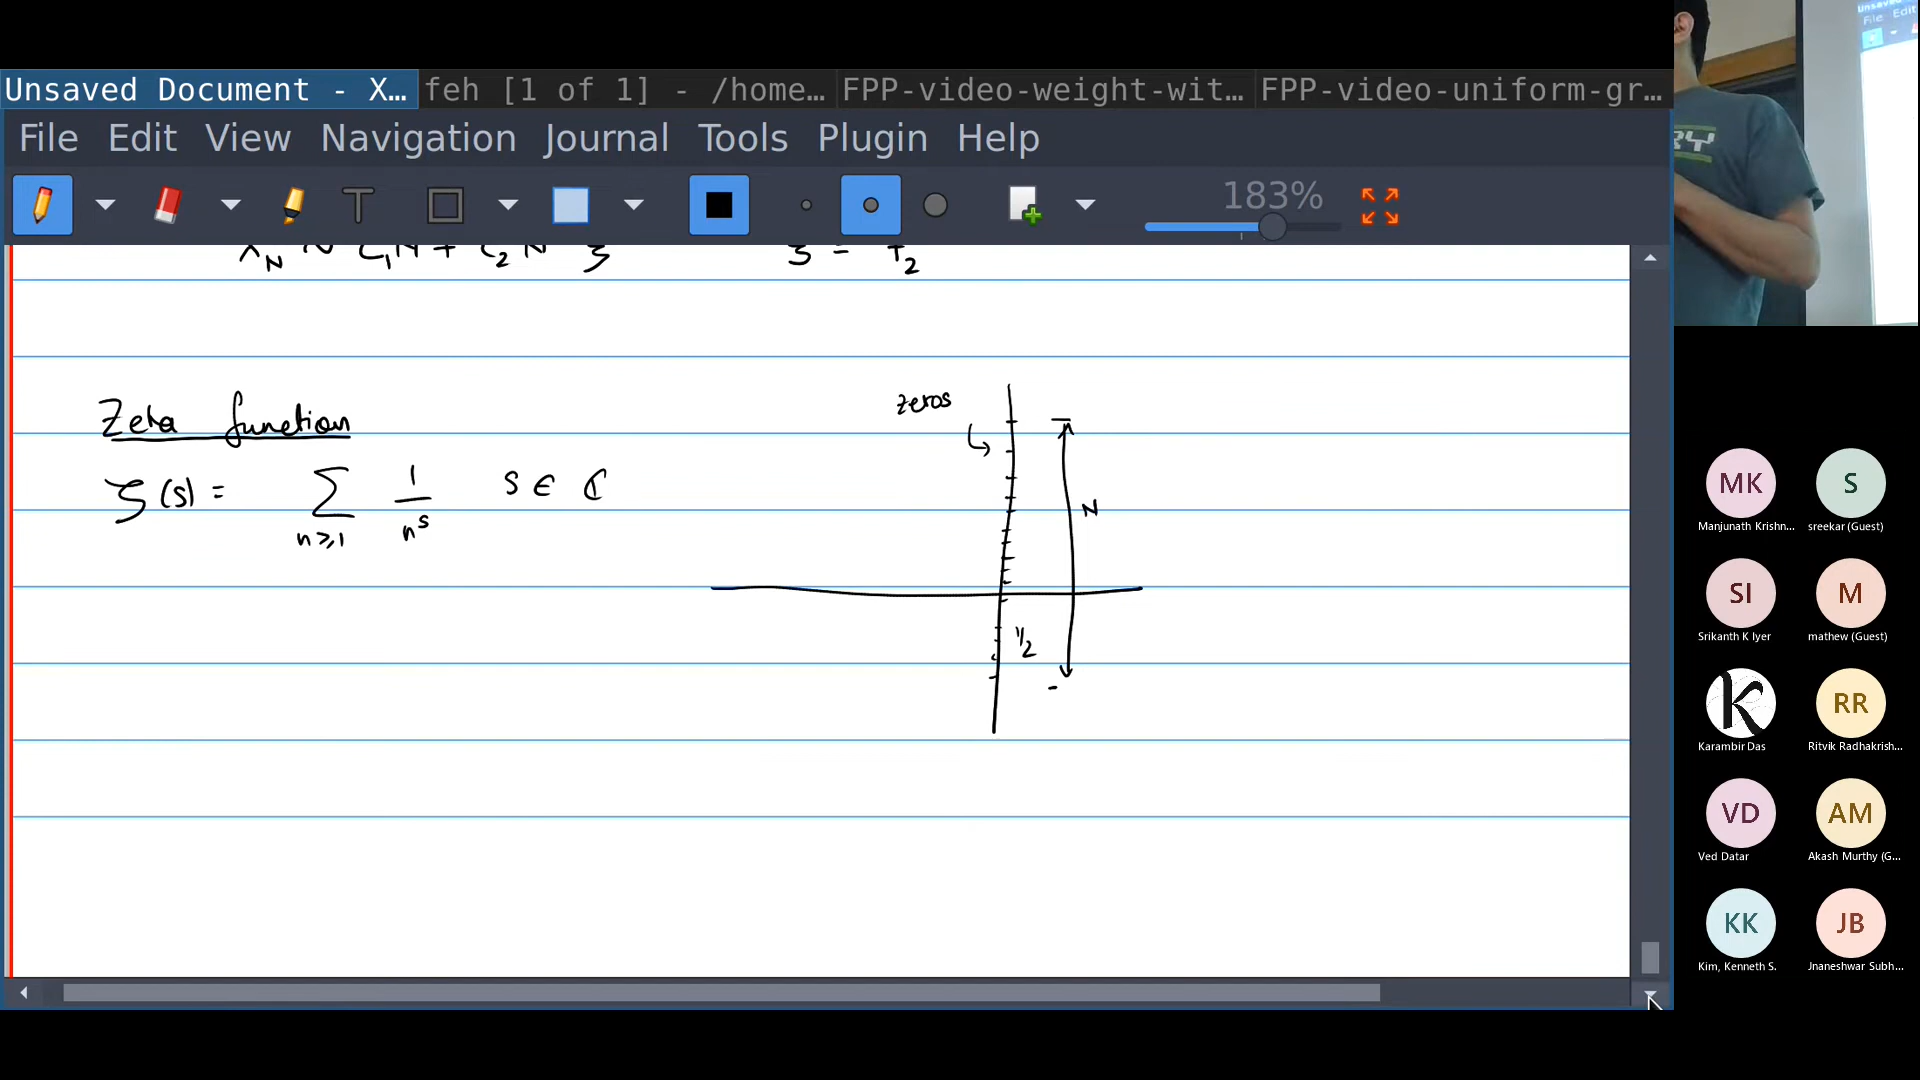 Unsaved Document - X...
feh [1 of 1] - /home...
FPP-video-weight-wit...
FPP-video-uniform-gr...
File Edit View Navigation Journal Tools Plugin Help
183%
ξ = F₂
Zeta function
zeros
ζ(s) = Σ n≥1 1/nˢ s ∈ ℂ
N
1/2
MK
Manjunath Krishn...
S
sreekar (Guest)
SI
Srikanth K Iyer
M
mathew (Guest)
Karambir Das
RR
Ritvik Radhakrish...
VD
Ved Datar
AM
Akash Murthy (G...
KK
Kim, Kenneth S.
JB
Jnaneshwar Subh...